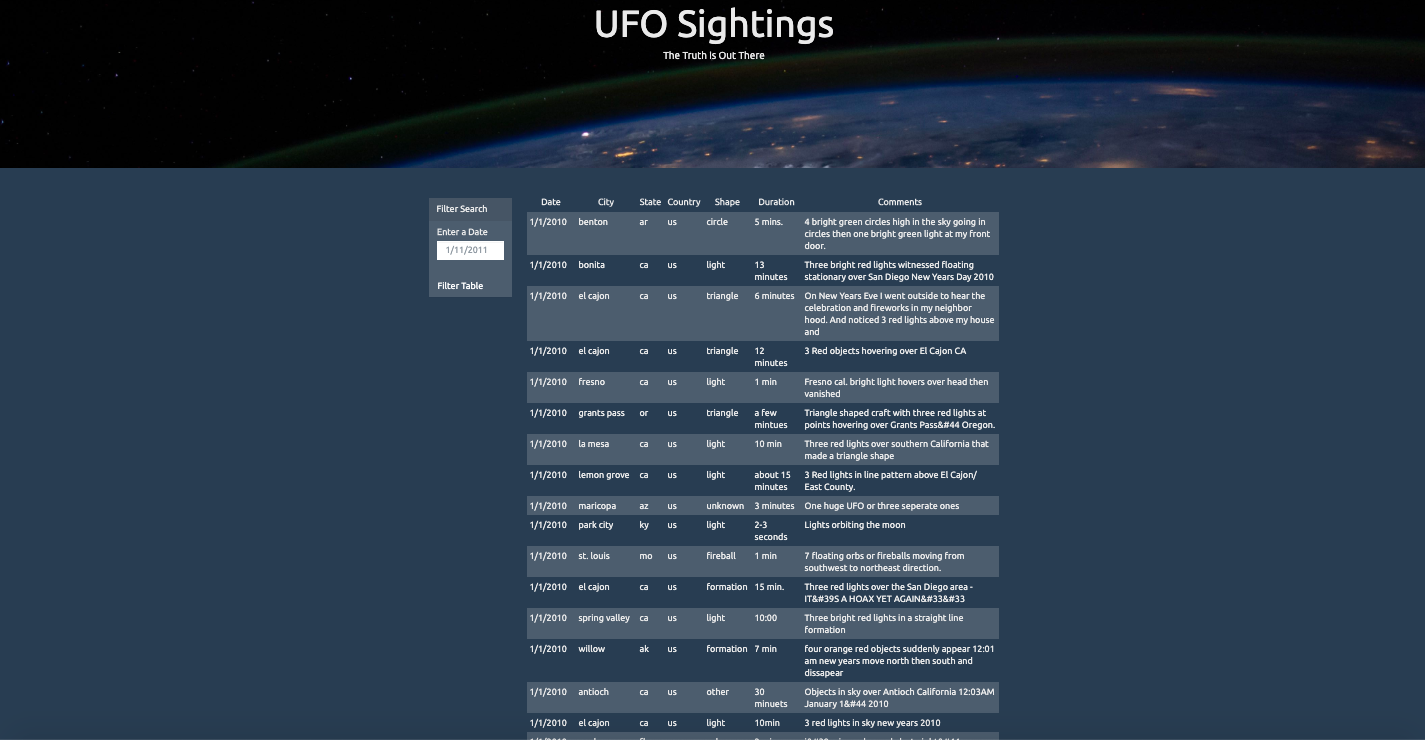 UFO Sightings
The Truth Is Out There
Filter Search
Enter a Date
1/11/2011
Filter Table
Date City State Country Shape Duration Comments
1/1/2010 benton ar us circle 5 mins. 4 bright green circles high in the sky going in
circles then one bright green light at my front
door.
1/1/2010 bonita ca us light 13 Three bright red lights witnessed floating
minutes stationary over San Diego New Years Day 2010
1/1/2010 el cajon ca us triangle 6 minutes On New Years Eve I went outside to hear the
celebration and fireworks in my neighbor
hood. And noticed 3 red lights above my house
and
1/1/2010 el cajon ca us triangle 12 3 Red objects hovering over El Cajon CA
minutes
1/1/2010 fresno ca us light 1 min Fresno cal. bright light hovers over head then
vanished
1/1/2010 grants pass or us triangle a few Triangle shaped craft with three red lights at
mintues points hovering over Grants Pass&#44 Oregon.
1/1/2010 la mesa ca us light 10 min Three red lights over southern California that
made a triangle shape
1/1/2010 lemon grove ca us light about 15 3 Red lights in line pattern above El Cajon/
minutes East County.
1/1/2010 maricopa az us unknown 3 minutes One huge UFO or three seperate ones
1/1/2010 park city ky us light 2-3 Lights orbiting the moon
seconds
1/1/2010 st. louis mo us fireball 1 min 7 floating orbs or fireballs moving from
southwest to northeast direction.
1/1/2010 el cajon ca us formation 15 min. Three red lights over the San Diego area -
IT&#39S A HOAX YET AGAIN&#33&#33
1/1/2010 spring valley ca us light 10:00 Three bright red lights in a straight line
formation
1/1/2010 willow ak us formation 7 min four orange red objects suddenly appear 12:01
am new years move north then south and
dissapear
1/1/2010 antioch ca us other 30 Objects in sky over Antioch California 12:03AM
minuets January 1&#44 2010
1/1/2010 el cajon ca us light 10min 3 red lights in sky new years 2010